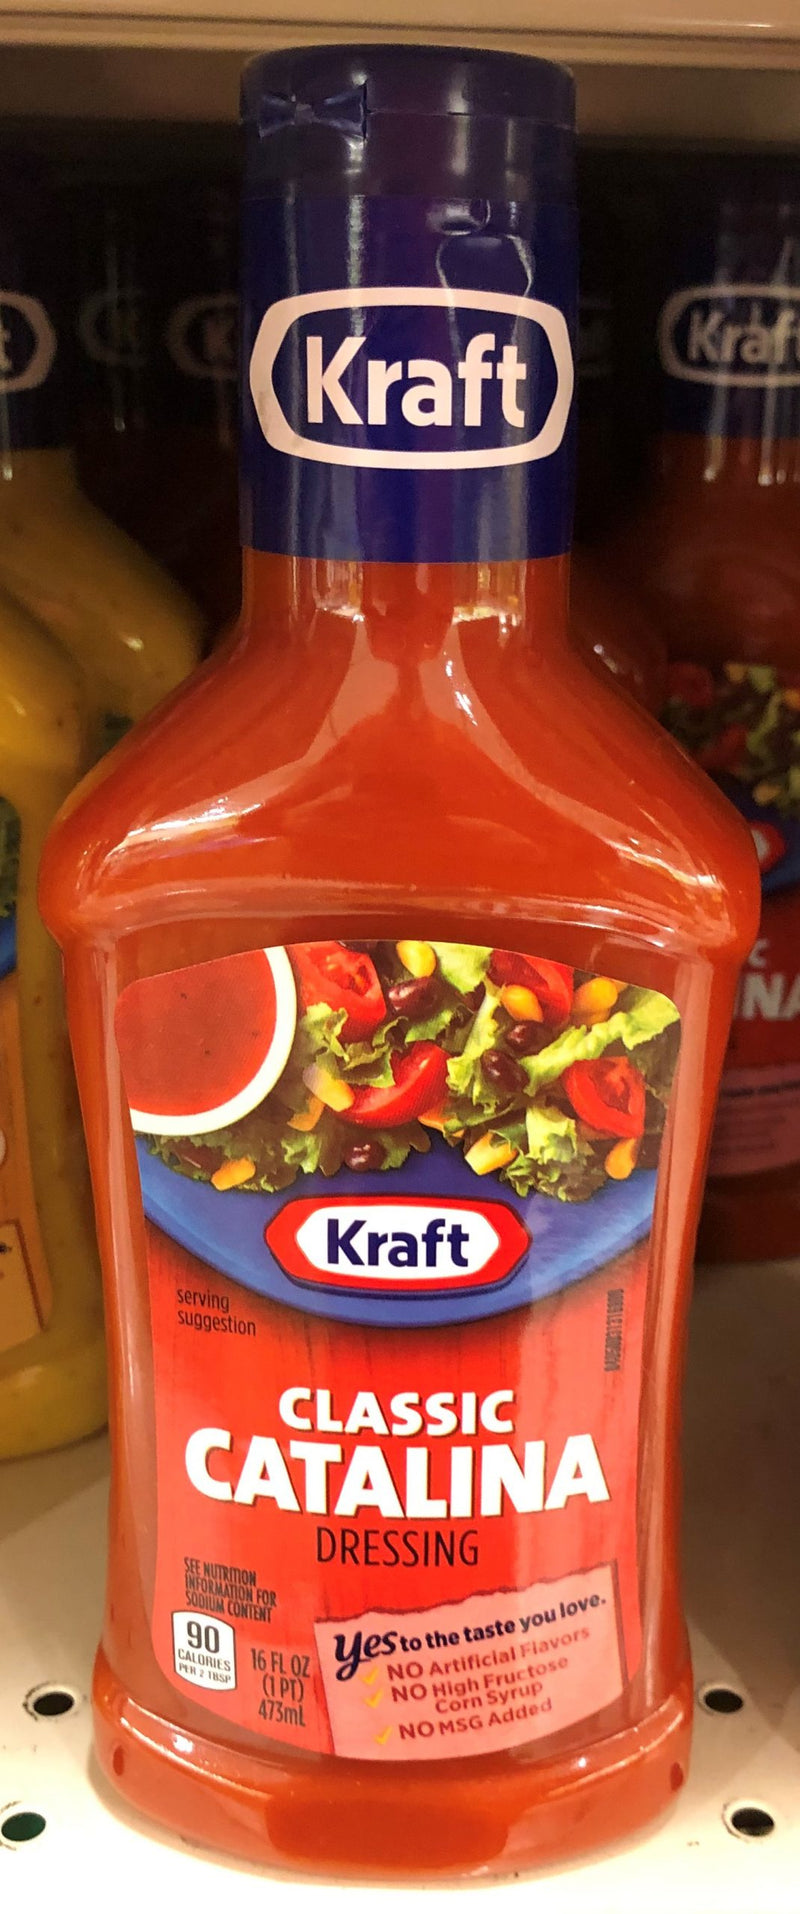 Kraft
Kraft
Kraft
serving
suggestion
CLASSIC
CATALINA
DRESSING
SEE NUTRITION
INFORMATION FOR
SODIUM CONTENT
90
CALORIES
PER 2 TBSP
16 FL OZ
(1 PT)
473mL
yes to the taste you love.
NO Artificial Flavors
NO High Fructose
Corn Syrup
NO MSG Added